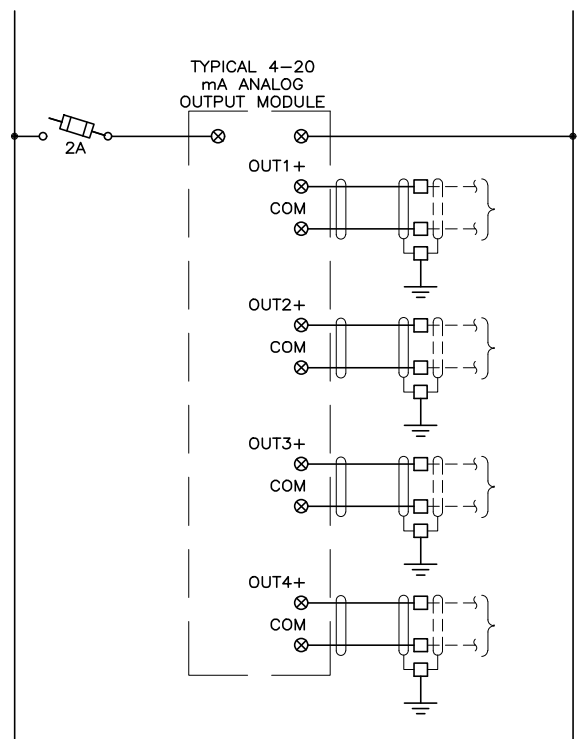 TYPICAL 4-20
mA ANALOG
OUTPUT MODULE
2A
OUT1+
COM
OUT2+
COM
OUT3+
COM
OUT4+
COM